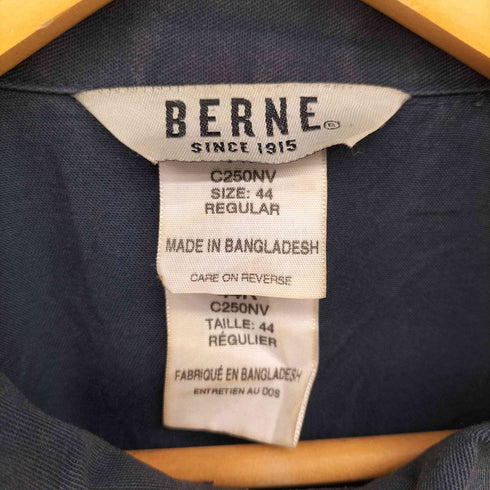 BERNE®
SINCE 1915
C250NV
SIZE: 44
REGULAR
MADE IN BANGLADESH
CARE ON REVERSE
C250NV
TAILLE: 44
RÉGULIER
FABRIQUÉ EN BANGLADESH
ENTRETIEN AU DOS